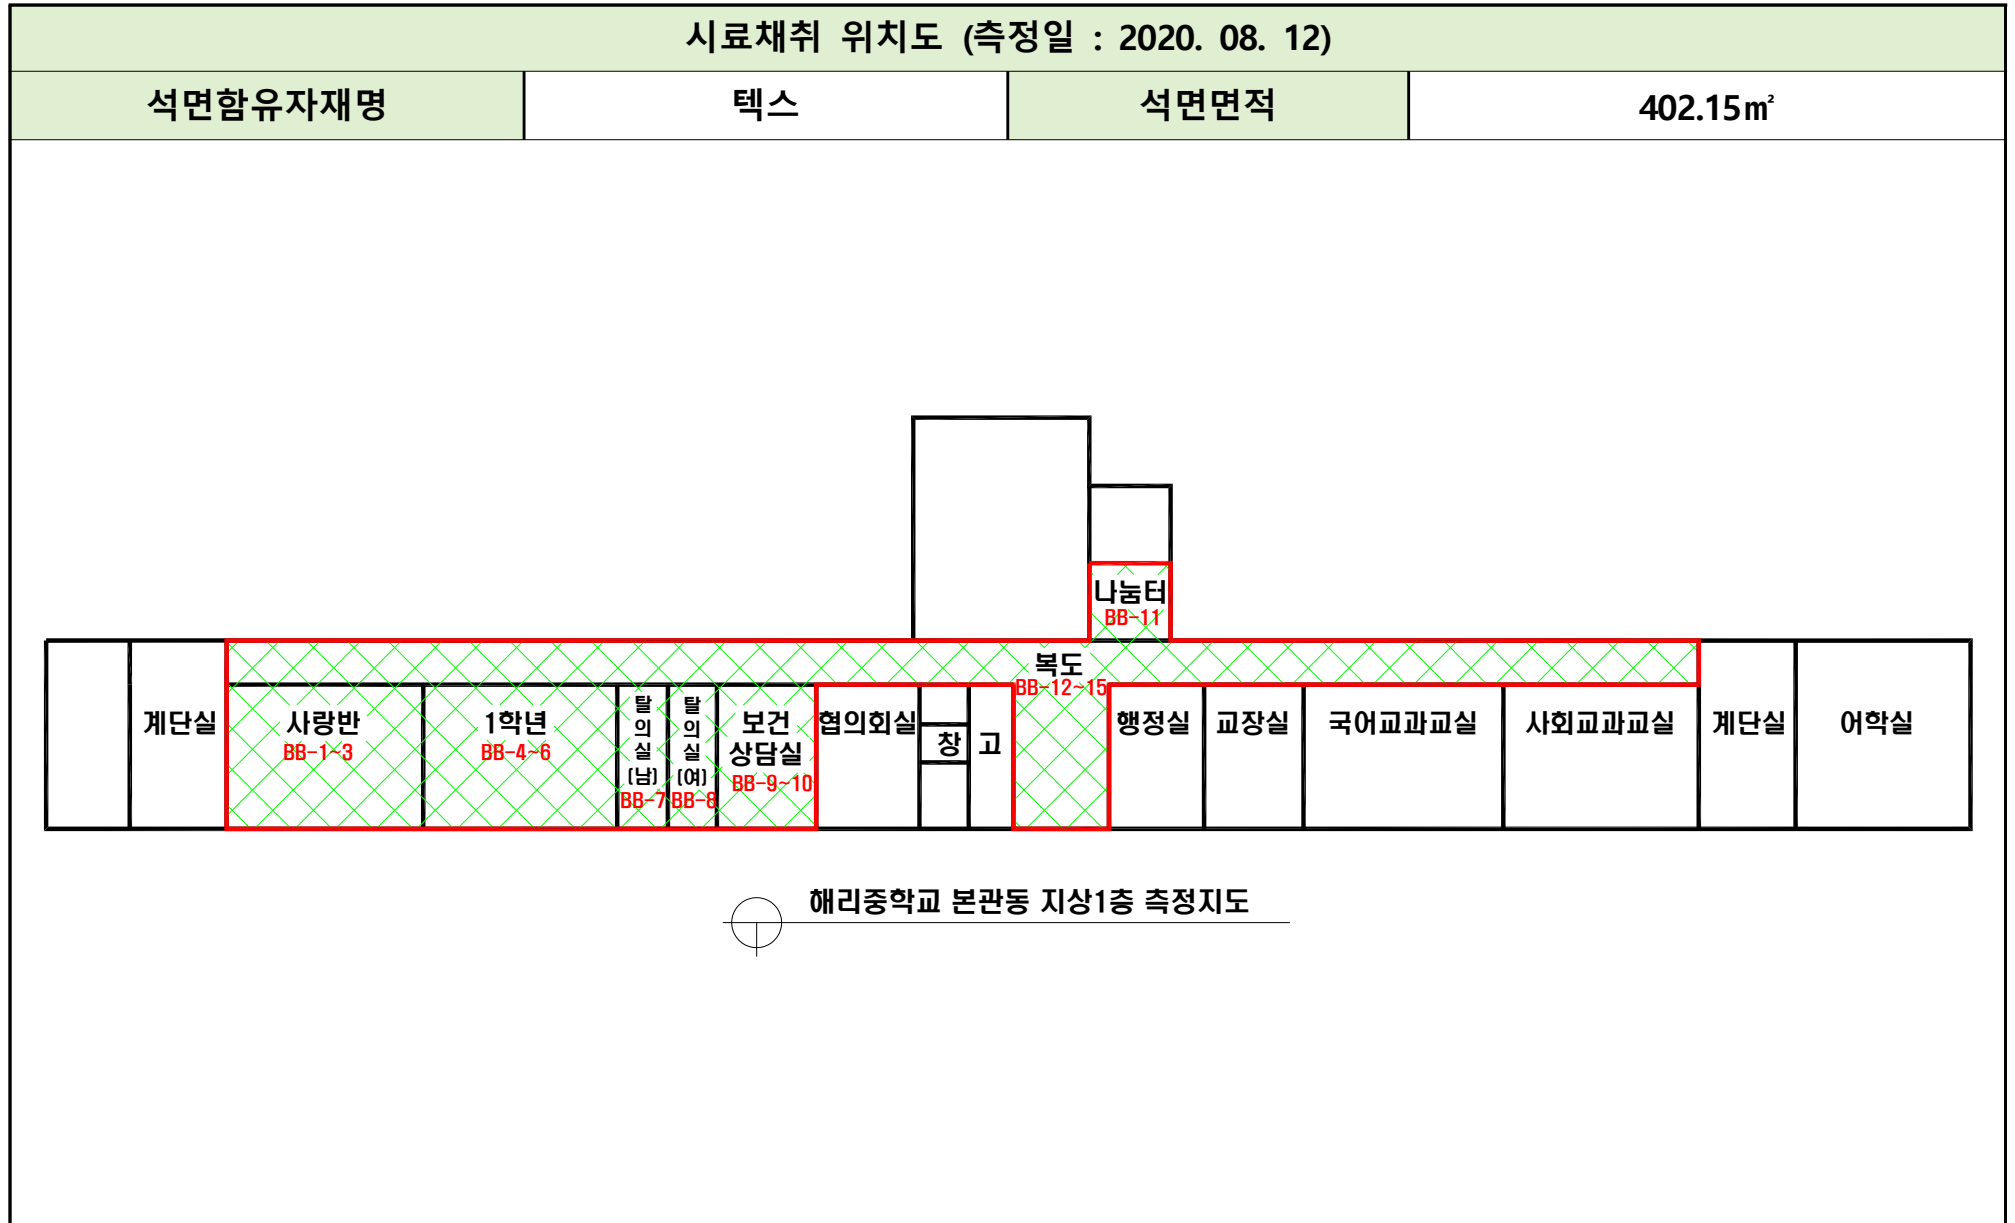 시료채취 위치도 (측정일 : 2020. 08. 12)
석면함유자재명 텍스 석면면적 402.15㎡
나눔터
BB-11
복도
BB-12~15
계단실
사랑반
BB-1~3
1학년
BB-4~6
탈
의
실
(남)
BB-7
탈
의
실
(여)
BB-8
보건
상담실
BB-9~10
협의회실
창고
행정실
교장실
국어교과교실
사회교과교실
계단실
어학실
해리중학교 본관동 지상1층 측정지도